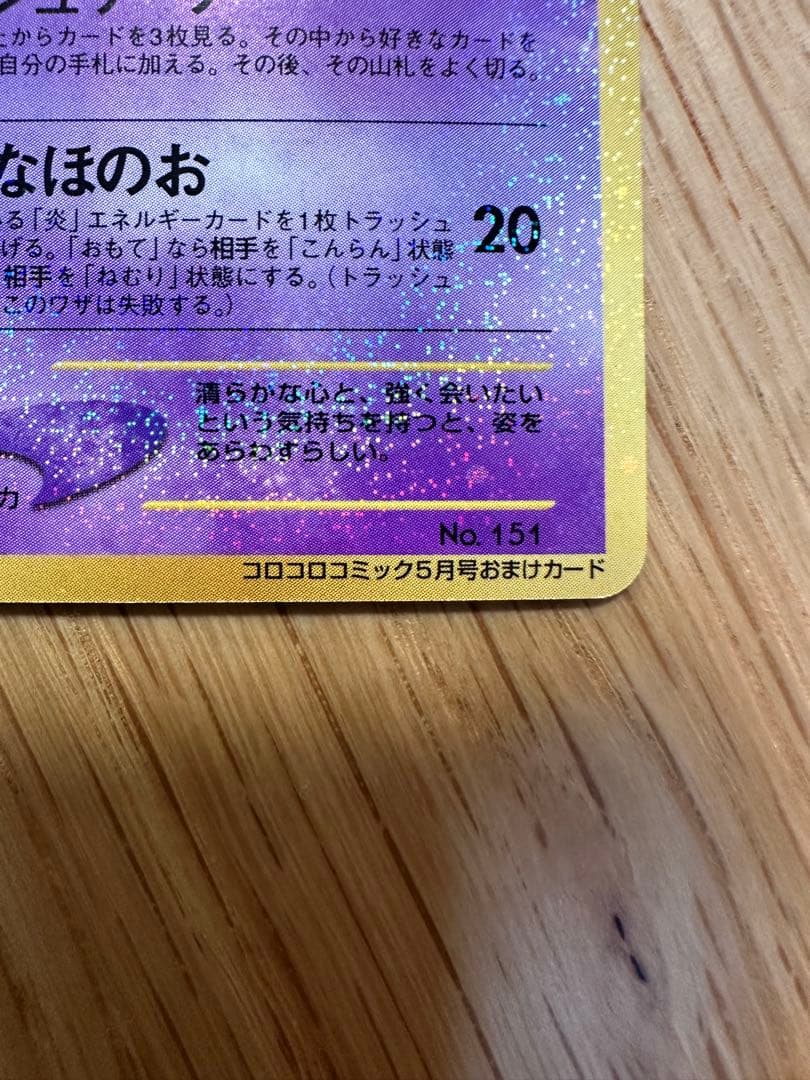 からカードを3枚見る。その中から好きなカードを
自分の手札に加える。その後、その山札をよく切る。
なほのお
る「炎」エネルギーカードを1枚トラッシュ
20
げる。「おもて」なら相手を「こんらん」状態
相手を「ねむり」状態にする。（トラッシュ
このワザは失敗する。）
清らかな心と、強く会いたい
という気持ちを持つと、姿を
あらわすらしい。
カ
No. 151
コロコロコミック5月号おまけカード